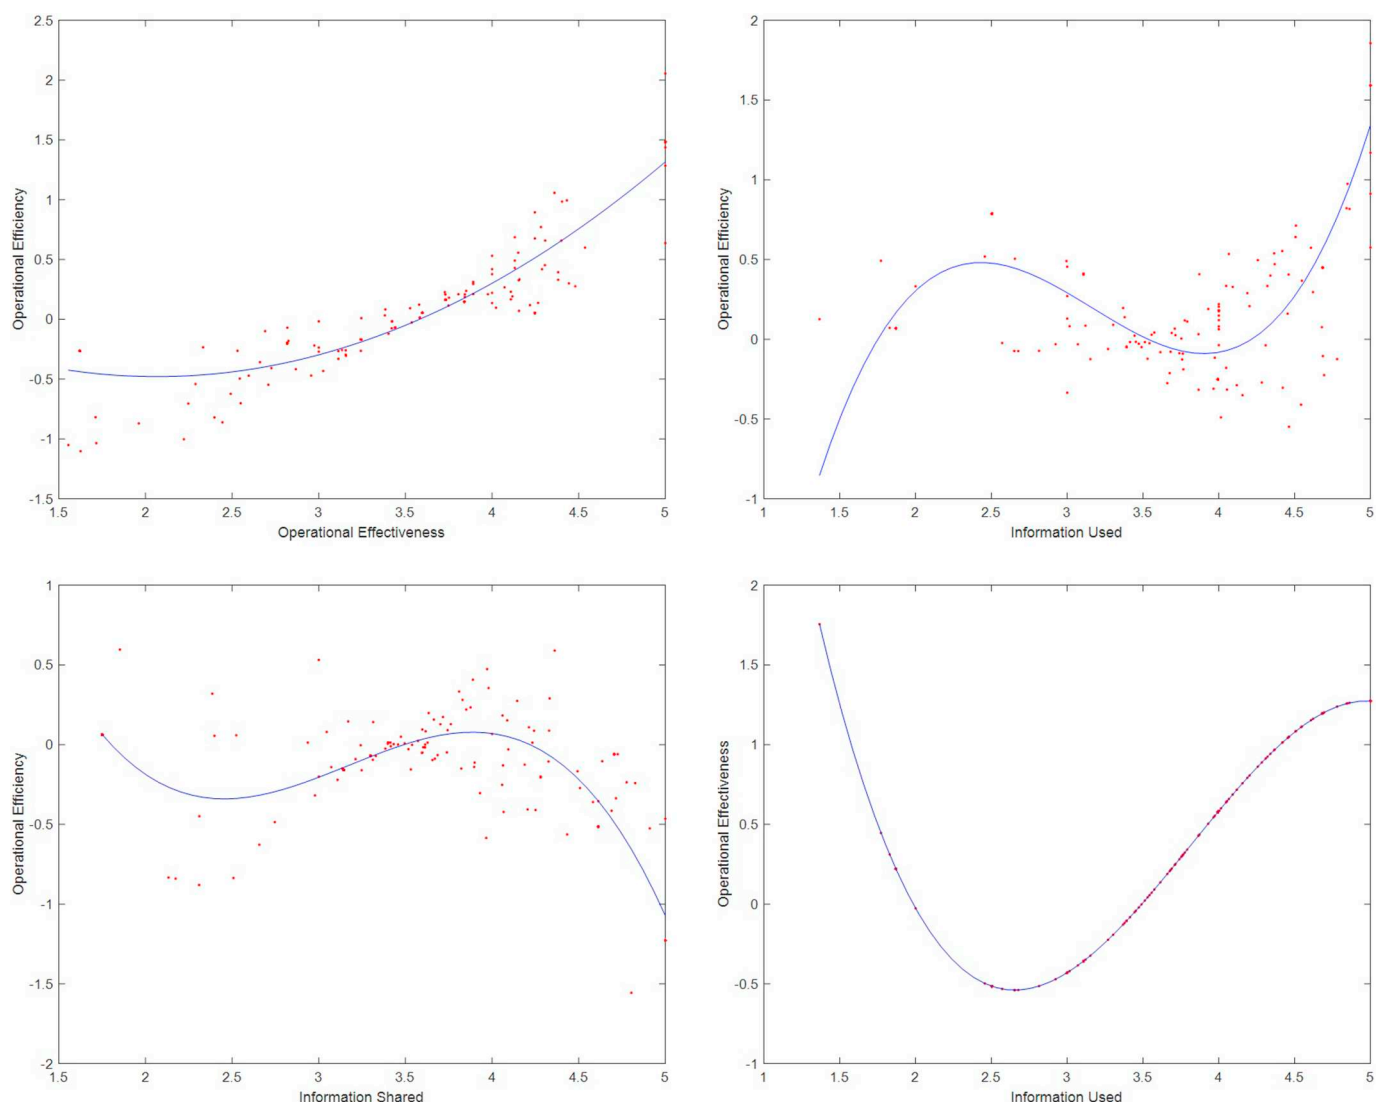 2.5
2
1.5
1
0.5
0
-0.5
-1
-1.5
1.5 2 2.5 3 3.5 4 4.5 5
Operational Efficiency
Operational Effectiveness
2
1.5
1
0.5
0
-0.5
-1
1 1.5 2 2.5 3 3.5 4 4.5 5
Operational Efficiency
Information Used
1
0.5
0
-0.5
-1
-1.5
-2
1.5 2 2.5 3 3.5 4 4.5 5
Operational Efficiency
Information Shared
2
1.5
1
0.5
0
-0.5
-1
1 1.5 2 2.5 3 3.5 4 4.5 5
Operational Effectiveness
Information Used